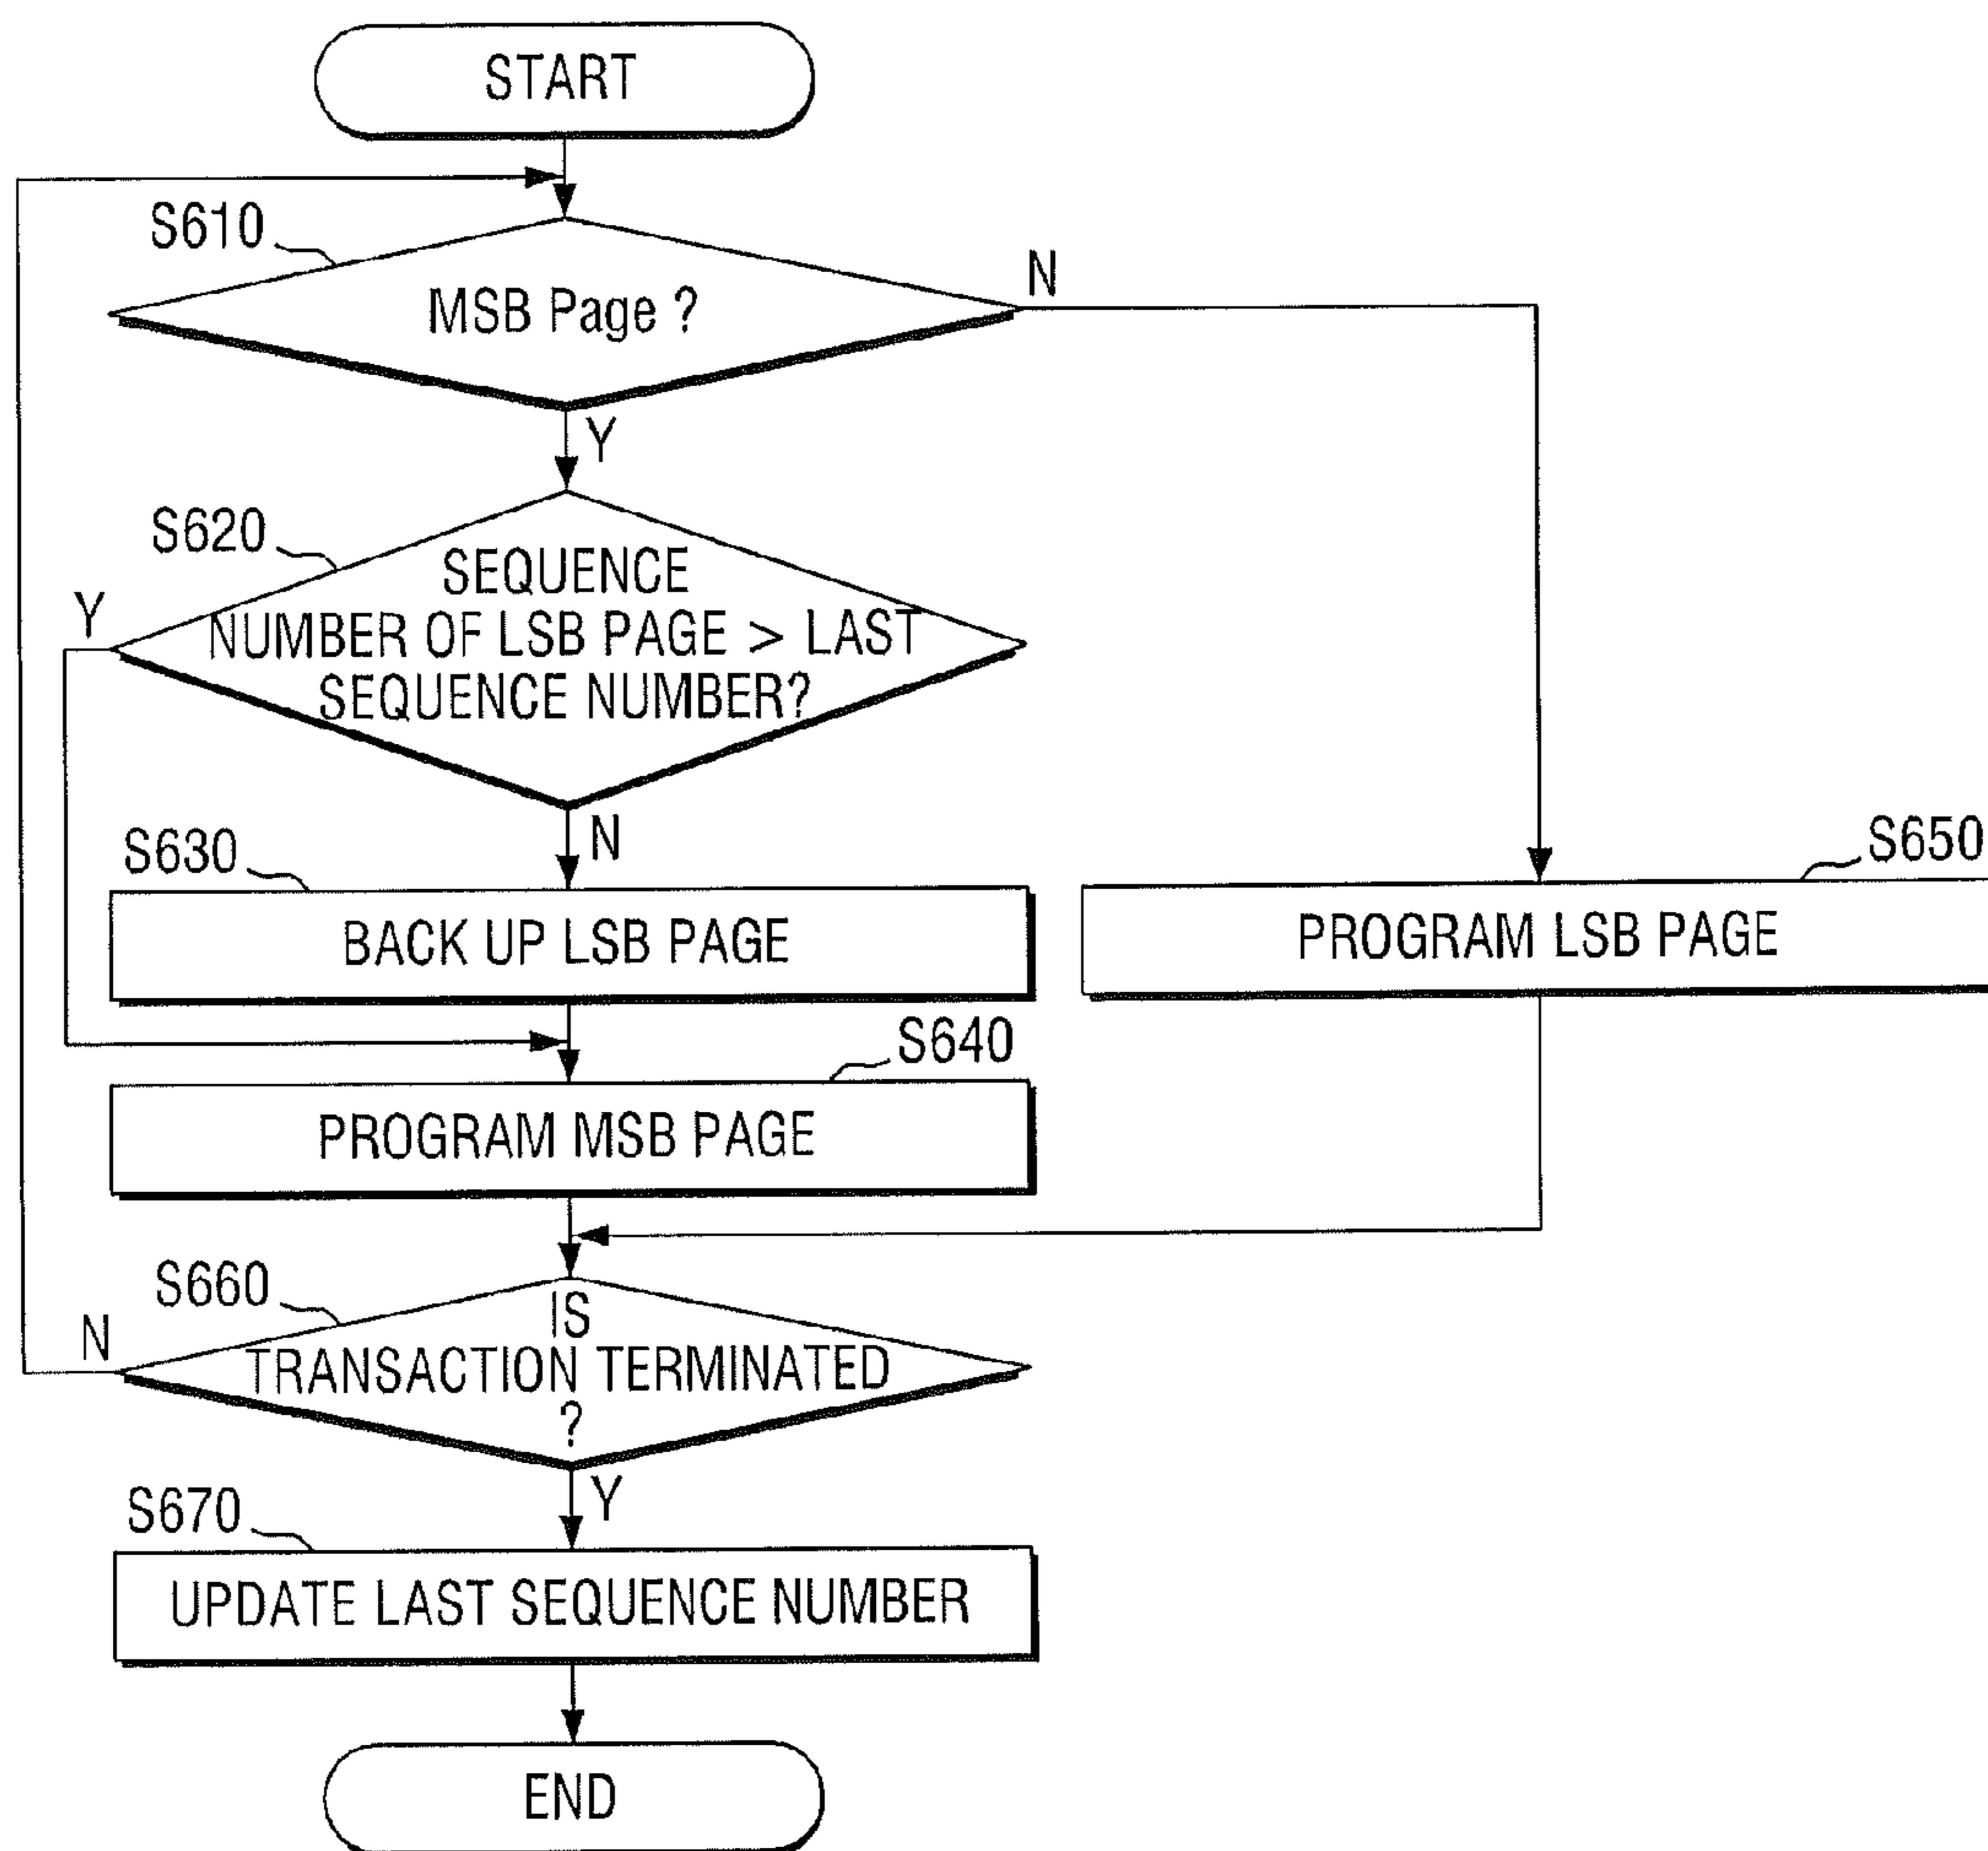 START
S610
MSB Page ?
N
Y
S620
SEQUENCE
NUMBER OF LSB PAGE > LAST
SEQUENCE NUMBER?
Y
N
S630
BACK UP LSB PAGE
S650
PROGRAM LSB PAGE
S640
PROGRAM MSB PAGE
S660
IS
TRANSACTION TERMINATED
?
N
Y
S670
UPDATE LAST SEQUENCE NUMBER
END